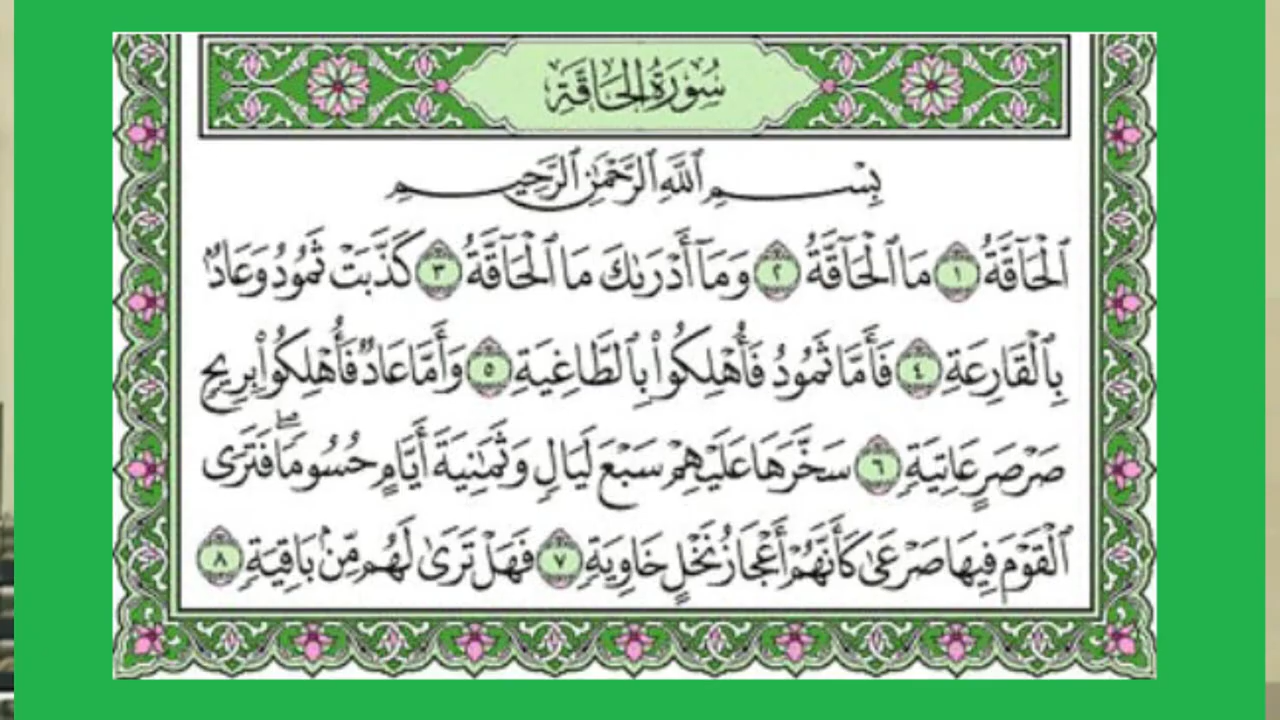 سُورَةُ الحَاقَّةِ
بِسْمِ ٱللَّهِ ٱلرَّحْمَٰنِ ٱلرَّحِيمِ
ٱلْحَآقَّةُ ١ مَا ٱلْحَآقَّةُ ٢ وَمَآ أَدْرَىٰكَ مَا ٱلْحَآقَّةُ ٣ كَذَّبَتْ ثَمُودُ وَعَادٌۢ
بِٱلْقَارِعَةِ ٤ فَأَمَّا ثَمُودُ فَأُهْلِكُوا۟ بِٱلطَّاغِيَةِ ٥ وَأَمَّا عَادٌ فَأُهْلِكُوا۟ بِرِيحٍ
صَرْصَرٍ عَاتِيَةٍ ٦ سَخَّرَهَا عَلَيْهِمْ سَبْعَ لَيَالٍ وَثَمَٰنِيَةَ أَيَّامٍ حُسُومًاۖ فَتَرَى
ٱلْقَوْمَ فِيهَا صَرْعَىٰ كَأَنَّهُمْ أَعْجَازُ نَخْلٍ خَاوِيَةٍ ٧ فَهَلْ تَرَىٰ لَهُم مِّنۢ بَاقِيَةٍ ٨